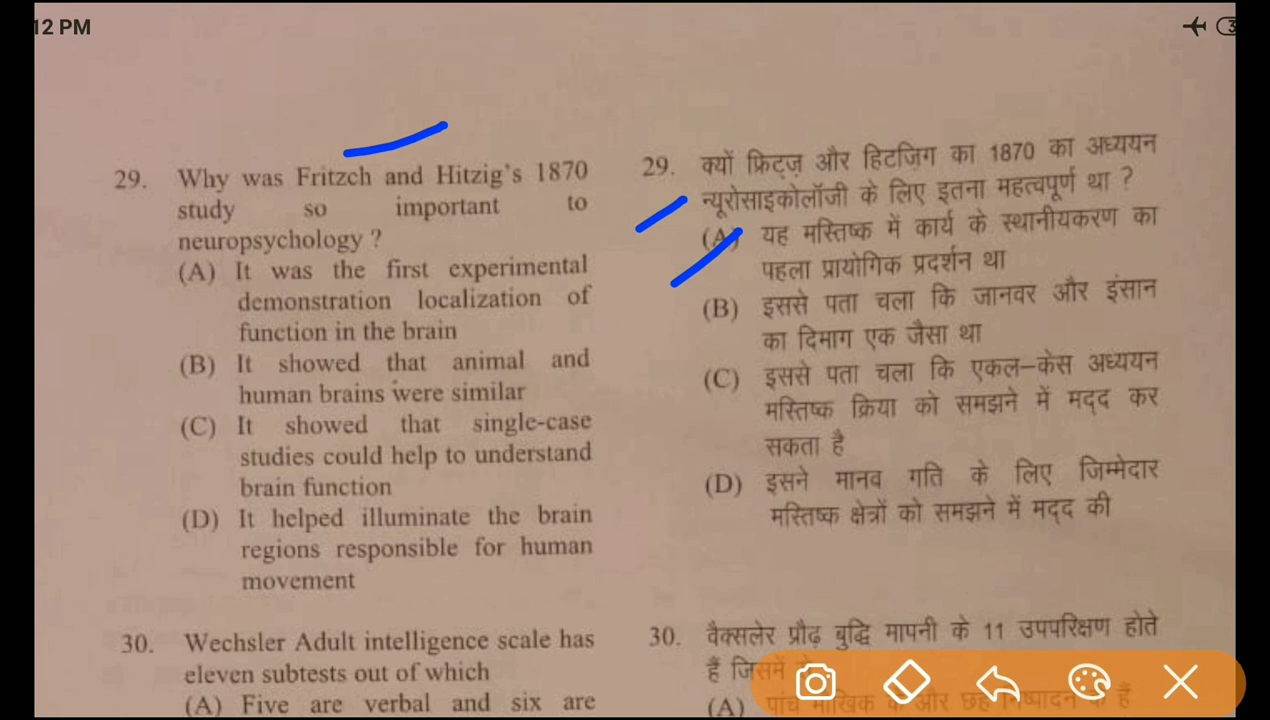 12 PM
29. Why was Fritzch and Hitzig's 1870
study so important to
neuropsychology ?
(A) It was the first experimental
demonstration localization of
function in the brain
(B) It showed that animal and
human brains were similar
(C) It showed that single-case
studies could help to understand
brain function
(D) It helped illuminate the brain
regions responsible for human
movement
30. Wechsler Adult intelligence scale has
eleven subtests out of which
(A) Five are verbal and six are
29. क्यों फ्रिट्ज़ और हिटज़िग का 1870 का अध्ययन
न्यूरोसाइकोलॉजी के लिए इतना महत्वपूर्ण था ?
(A) यह मस्तिष्क में कार्य के स्थानीयकरण का
पहला प्रायोगिक प्रदर्शन था
(B) इससे पता चला कि जानवर और इंसान
का दिमाग एक जैसा था
(C) इससे पता चला कि एकल-केस अध्ययन
मस्तिष्क क्रिया को समझने में मदद कर
सकता है
(D) इसने मानव गति के लिए जिम्मेदार
मस्तिष्क क्षेत्रों को समझने में मदद की
30. वैक्सलेर प्रौढ़ बुद्धि मापनी के 11 उपपरिक्षण होते
हैं जिसमें
(A) पांच मौखिक के और छह निष्पादन के हैं